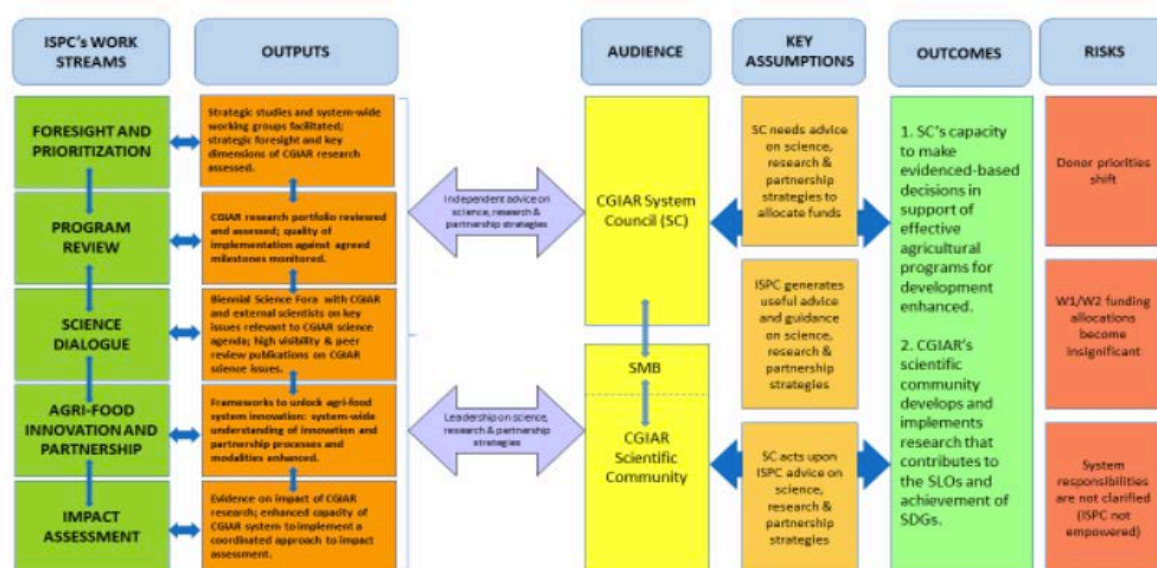 ISPC's WORK
STREAMS
OUTPUTS
AUDIENCE
KEY
ASSUMPTIONS
OUTCOMES
RISKS
FORESIGHT AND
PRIORITIZATION
Strategic studies and system-wide
working groups facilitated;
strategic foresight and key
dimensions of CGIAR research
assessed.
PROGRAM
REVIEW
CGIAR research portfolio reviewed
and assessed; quality of
implementation against agreed
milestones monitored.
SCIENCE
DIALOGUE
Biennial Science Fora with CGIAR
and external scientists on key
issues relevant to CGIAR science
agenda; high visibility & peer
review publications on CGIAR
science issues.
AGRI-FOOD
INNOVATION AND
PARTNERSHIP
Frameworks to unlock agri-food
system innovation: system-wide
understanding of innovation and
partnership processes and
modalities enhanced.
IMPACT
ASSESSMENT
Evidence on impact of CGIAR
research; enhanced capacity of
CGIAR system to implement a
coordinated approach to impact
assessment.
Independent advice on
science, research &
partnership strategies
Leadership on science,
research & partnership
strategies
CGIAR System
Council (SC)
SMB
CGIAR
Scientific
Community
SC needs advice
on science,
research &
partnership
strategies to
allocate funds
ISPC generates
useful advice
and guidance
on science,
research &
partnership
strategies
SC acts upon
ISPC advice on
science,
research &
partnership
strategies
1. SC's capacity
to make
evidenced-based
decisions in
support of
effective
agricultural
programs for
development
enhanced.
2. CGIAR's
scientific
community
develops and
implements
research that
contributes to
the SLOs and
achievement of
SDGs.
Donor priorities
shift
W1/W2 funding
allocations
become
insignificant
System
responsibilities
are not clarified
(ISPC not
empowered)